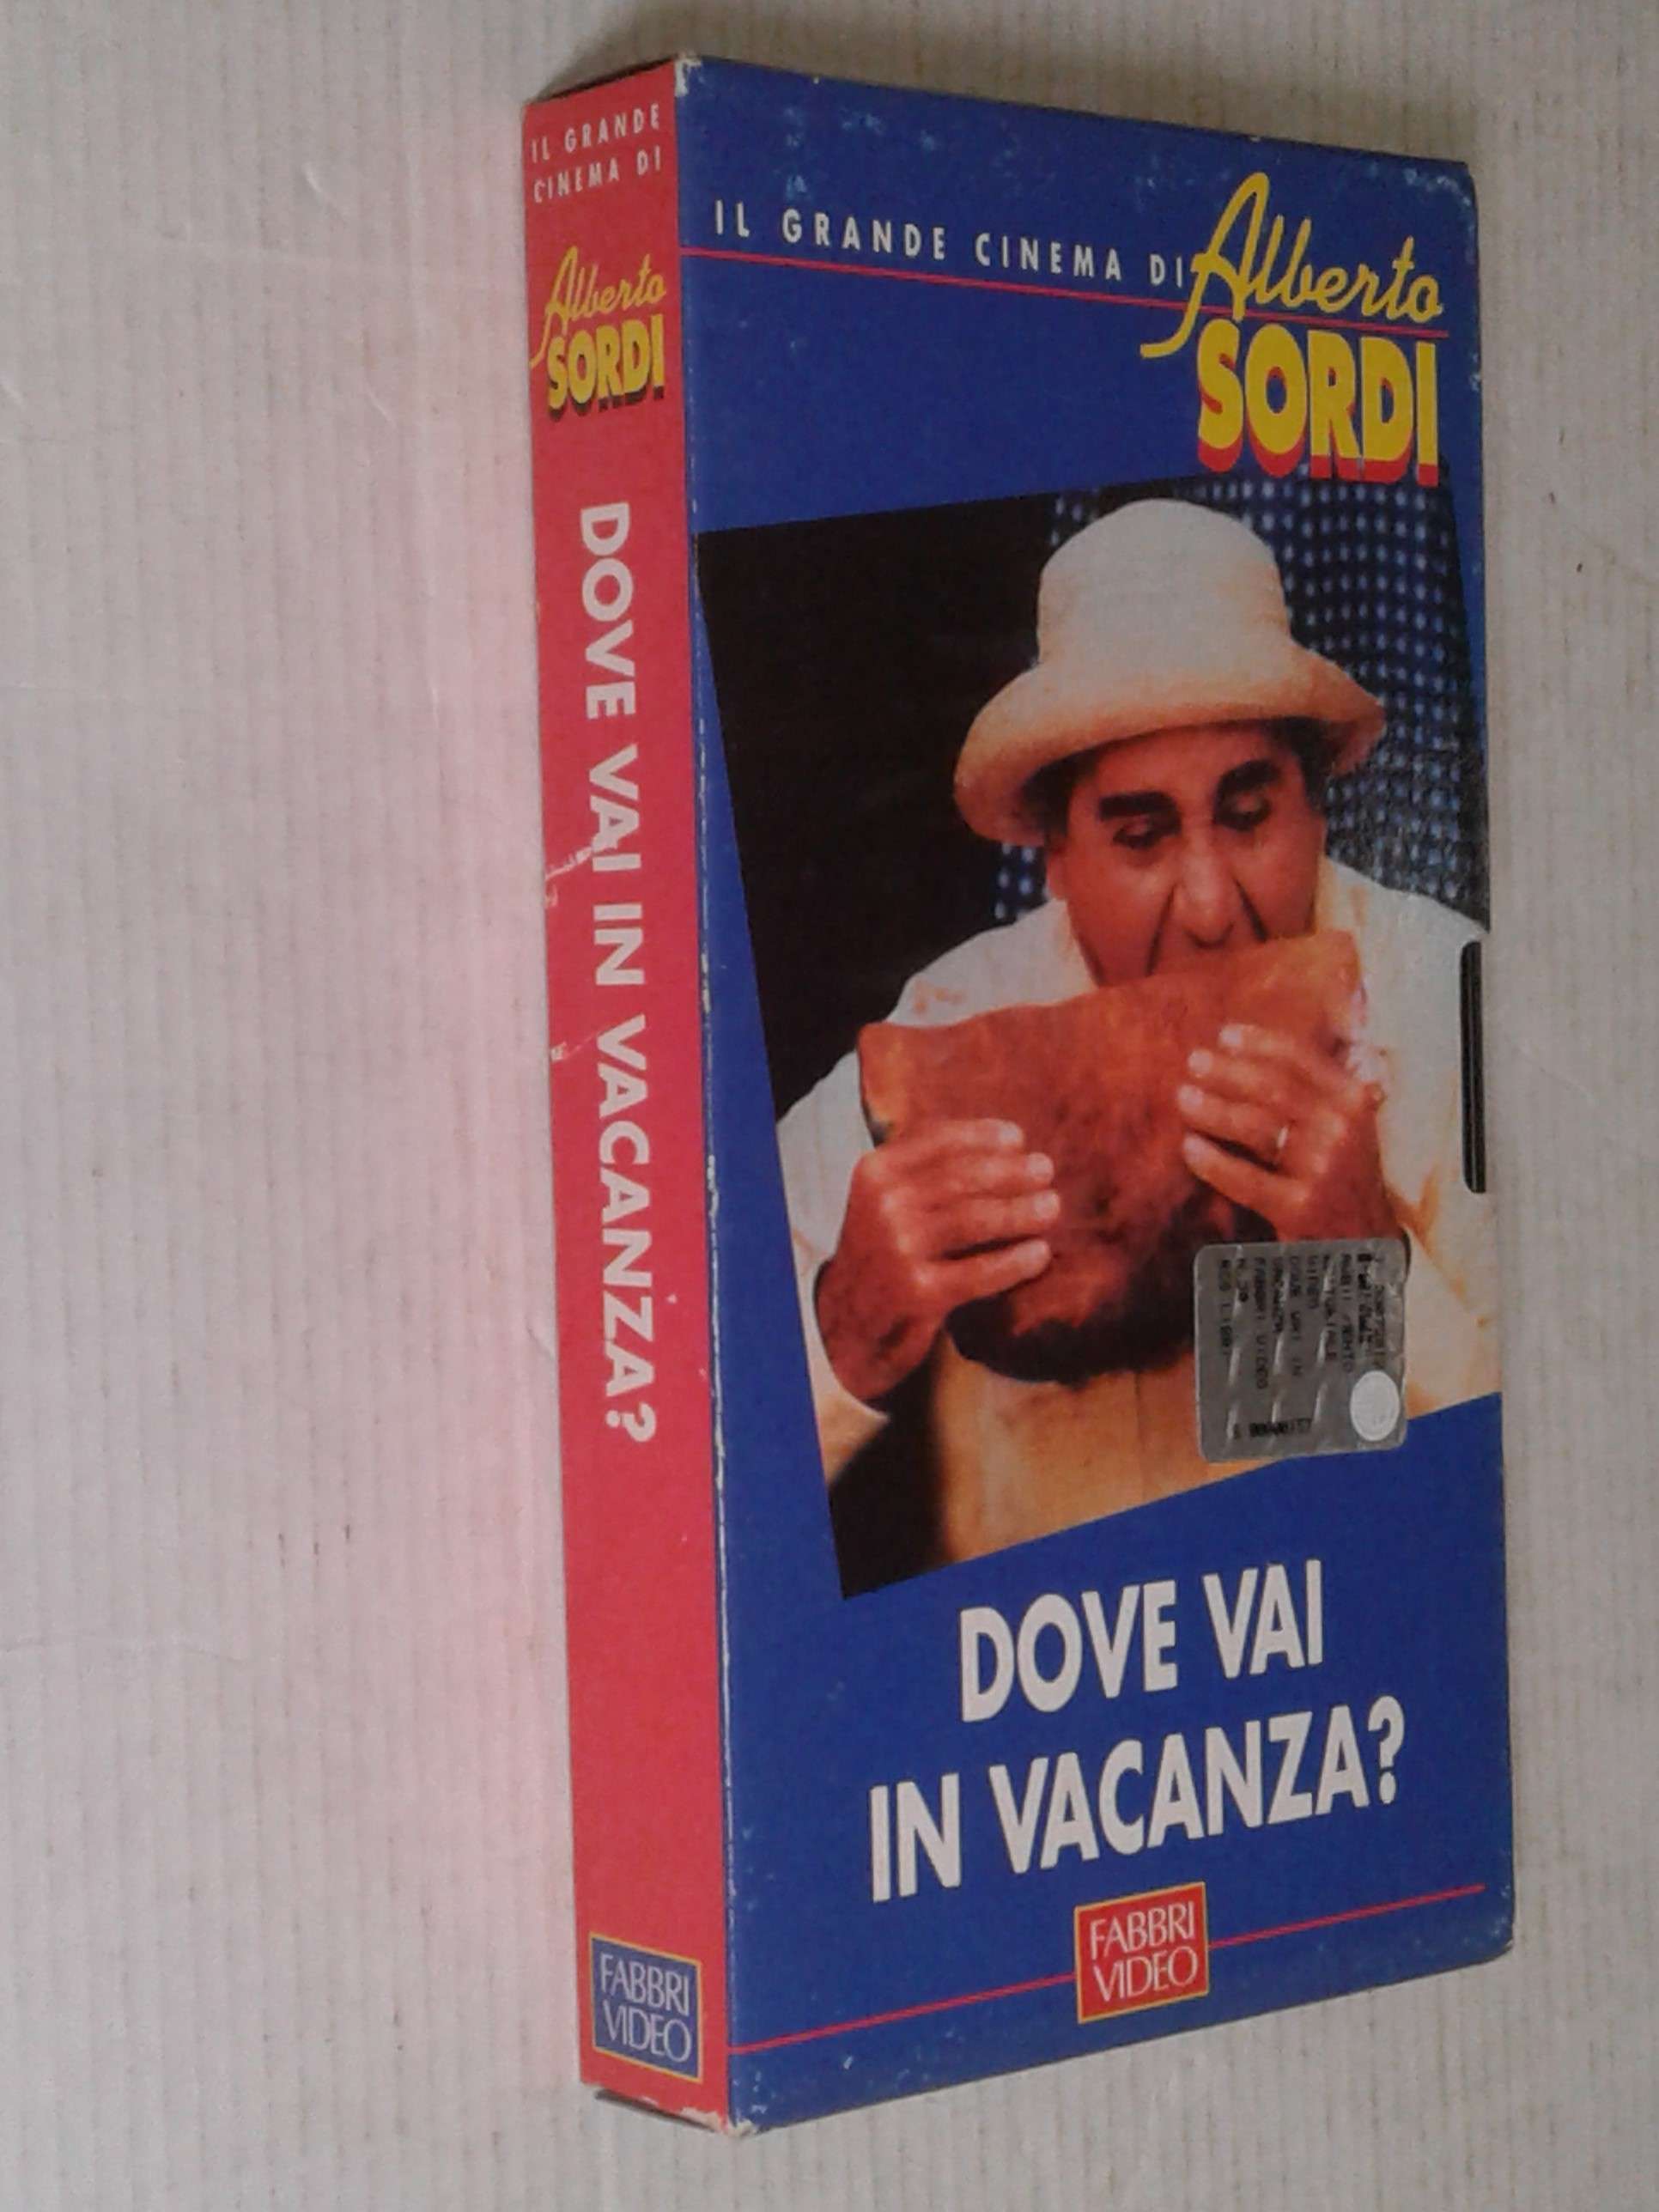 IL GRANDE
CINEMA DI
Alberto
SORDI
DOVE VAI IN VACANZA?
FABBRI
VIDEO
IL GRANDE CINEMA DI Alberto
SORDI
DOVE VAI
IN VACANZA?
FABBRI
VIDEO